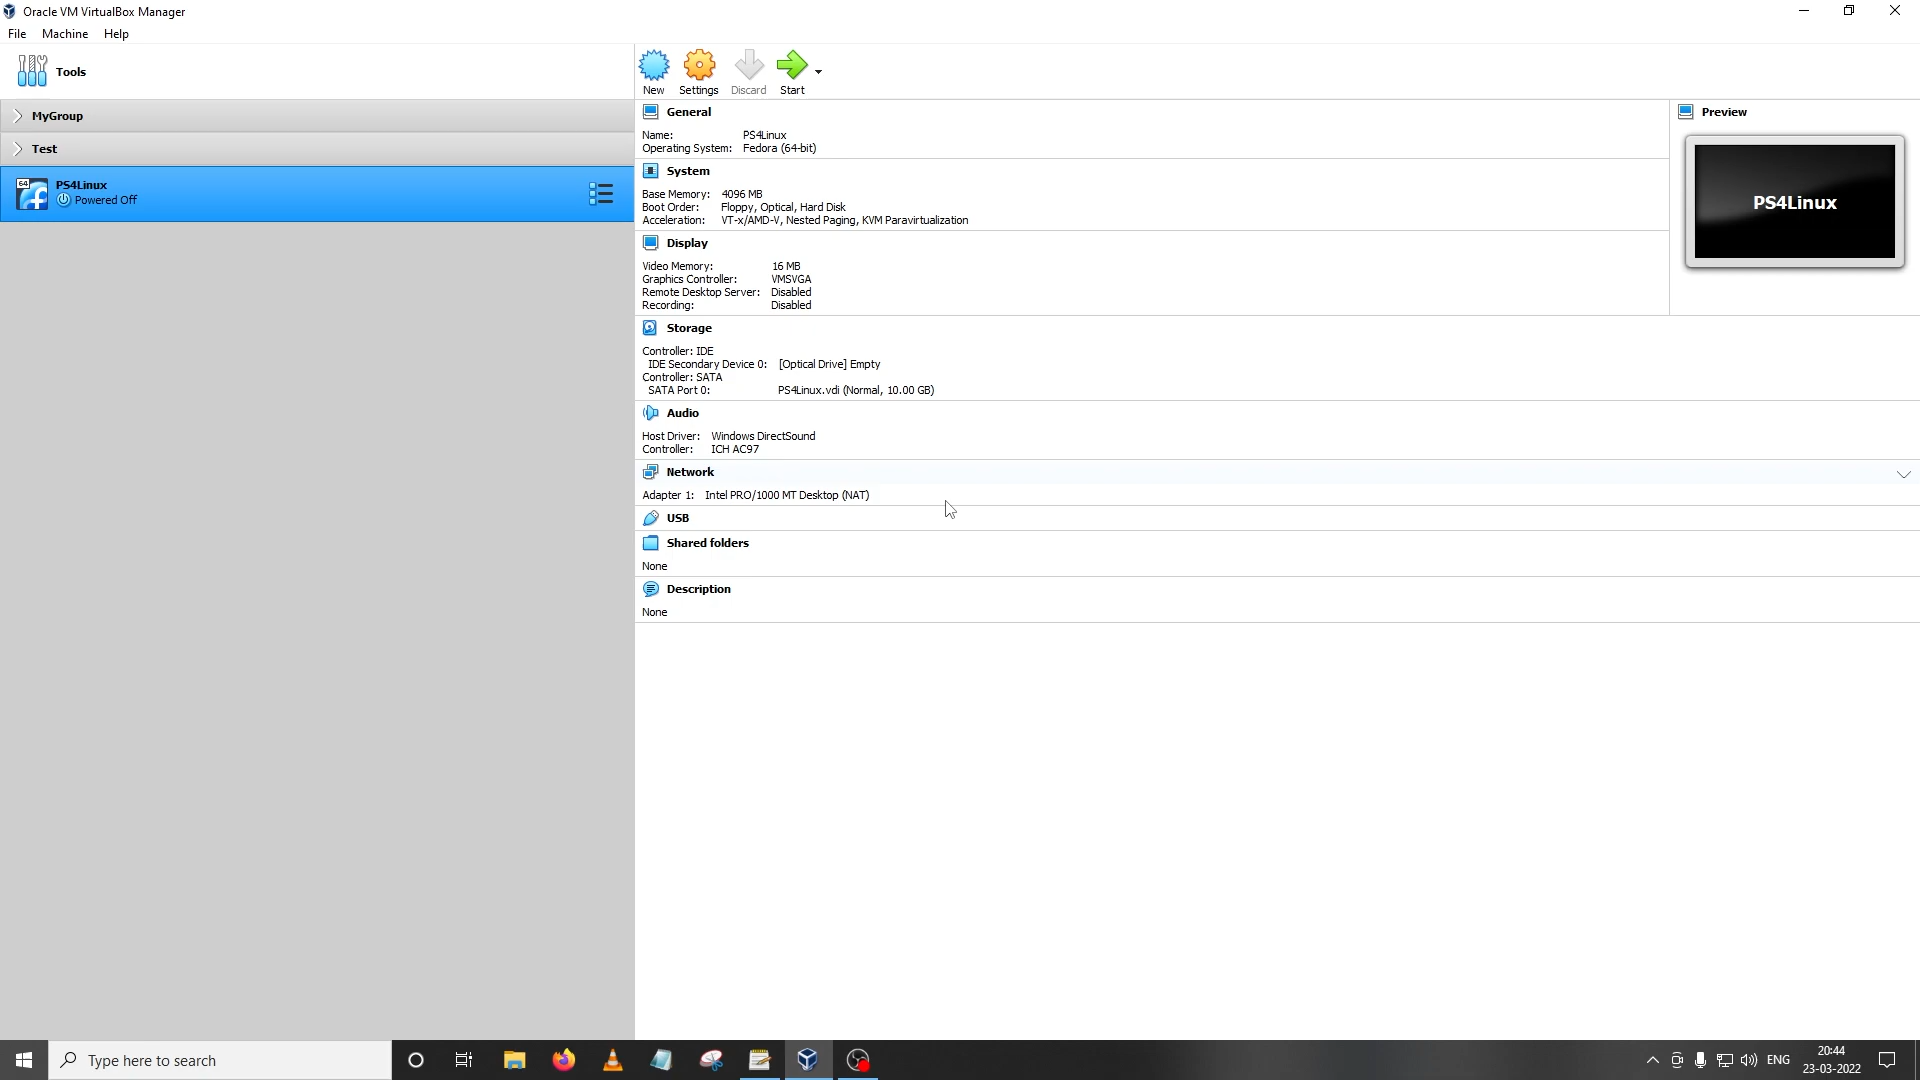 Oracle VM VirtualBox Manager
File Machine Help
Tools
New Settings Discard Start
MyGroup
Test
64
PS4Linux
Powered Off
General
Name: PS4Linux
Operating System: Fedora (64-bit)
System
Base Memory: 4096 MB
Boot Order: Floppy, Optical, Hard Disk
Acceleration: VT-x/AMD-V, Nested Paging, KVM Paravirtualization
Display
Video Memory: 16 MB
Graphics Controller: VMSVGA
Remote Desktop Server: Disabled
Recording: Disabled
Preview
PS4Linux
Storage
Controller: IDE
IDE Secondary Device 0: [Optical Drive] Empty
Controller: SATA
SATA Port 0: PS4Linux.vdi (Normal, 10.00 GB)
Audio
Host Driver: Windows DirectSound
Controller: ICH AC97
Network
Adapter 1: Intel PRO/1000 MT Desktop (NAT)
USB
Shared folders
None
Description
None
Type here to search
ENG
20:44
23-03-2022